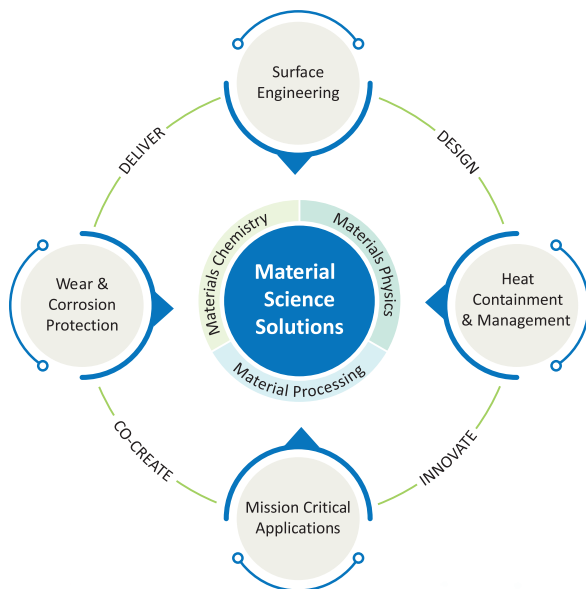 Surface
Engineering
DELIVER
DESIGN
Materials Chemistry
Materials Physics
Wear &
Corrosion
Protection
Material
Science
Solutions
Heat
Containment
& Management
Material Processing
CO-CREATE
INNOVATE
Mission Critical
Applications